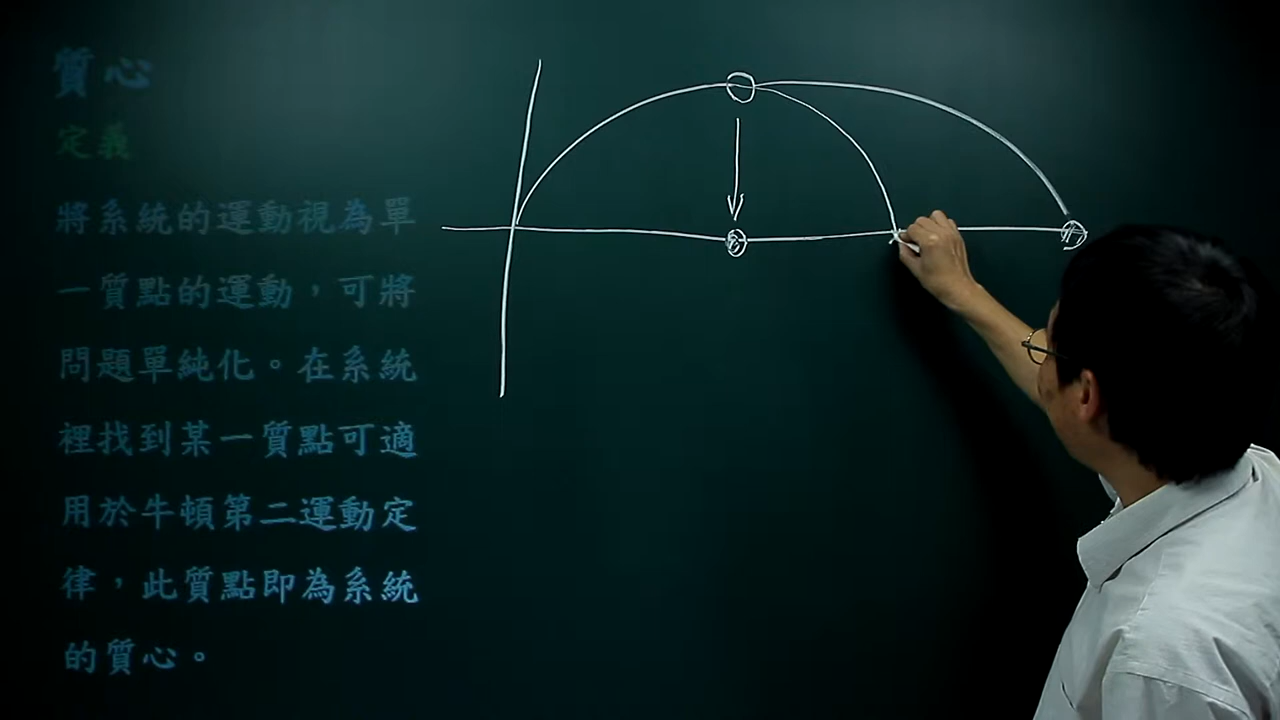 質心
定義
將系統的運動視為單
一質點的運動，可將
問題單純化。在系統
裡找到某一質點可適
用於牛頓第二運動定
律，此質點即為系統
的質心。